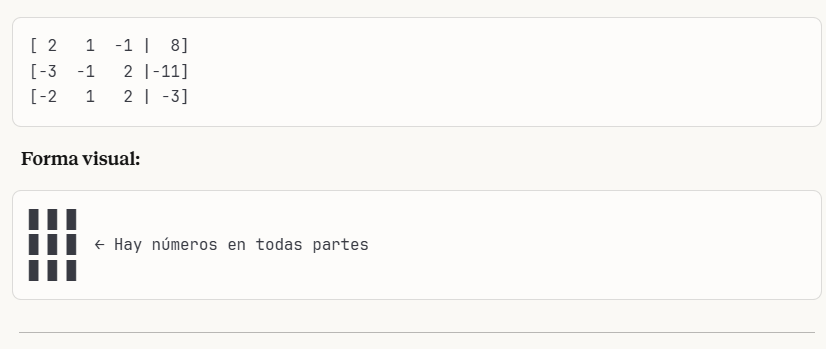 [ 2   1  -1 |  8]
[-3  -1   2 |-11]
[-2   1   2 | -3]
Forma visual:
█ █ █
█ █ █  ← Hay números en todas partes
█ █ █